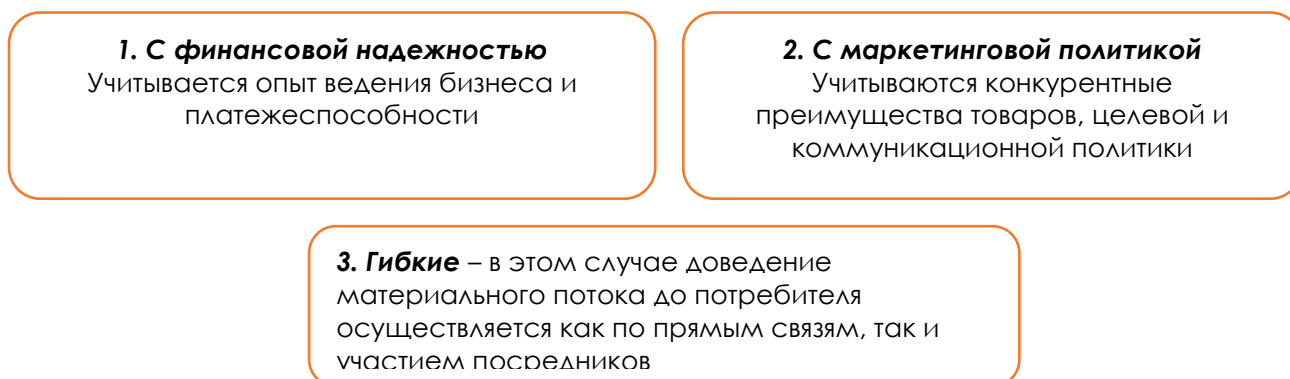 1. С финансовой надежностью
Учитывается опыт ведения бизнеса и
платежеспособности
2. С маркетинговой политикой
Учитываются конкурентные
преимущества товаров, целевой и
коммуникационной политики
3. Гибкие – в этом случае доведение
материального потока до потребителя
осуществляется как по прямым связям, так и
участием посредников